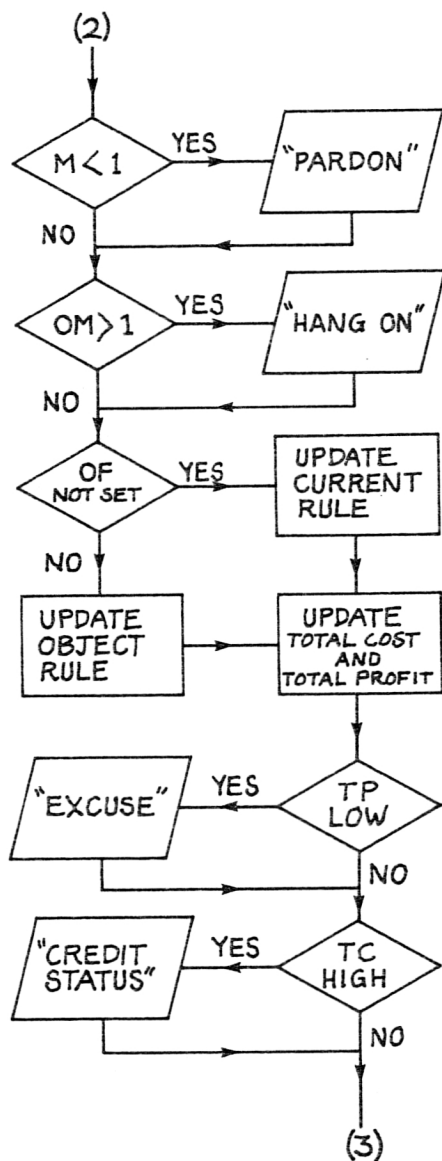 (2)
M < 1
YES
"PARDON"
NO
OM > 1
YES
"HANG ON"
NO
OF
NOT SET
YES
UPDATE
CURRENT
RULE
NO
UPDATE
OBJECT
RULE
UPDATE
TOTAL COST
AND
TOTAL PROFIT
TP
LOW
YES
"EXCUSE"
NO
TC
HIGH
YES
"CREDIT
STATUS"
NO
(3)